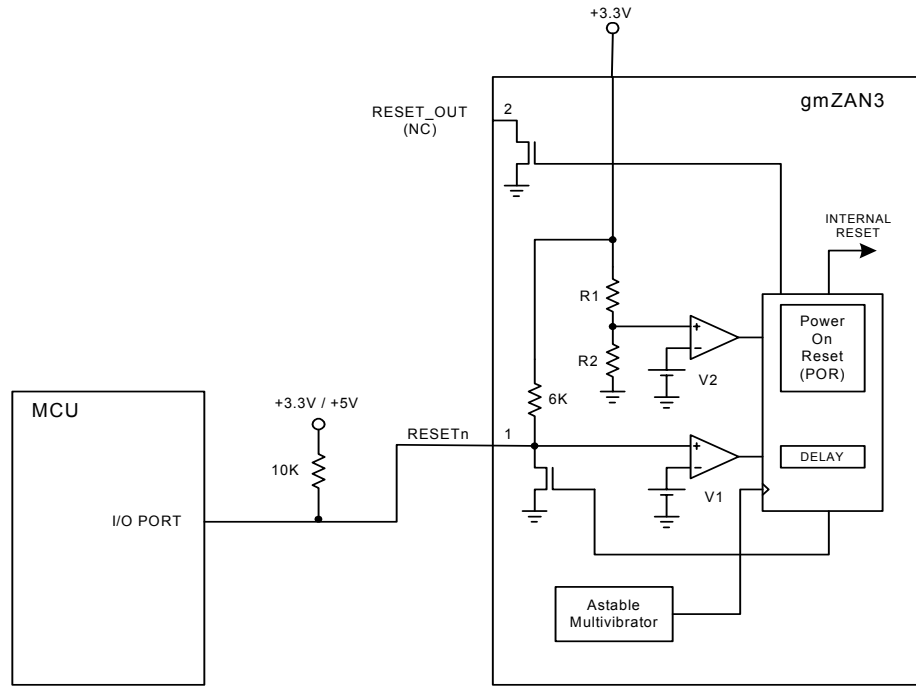 +3.3V
gmZAN3
RESET_OUT
(NC)
2
INTERNAL
RESET
R1
Power
On
Reset
(POR)
+
−
R2
V2
MCU
+3.3V / +5V
6K
RESETn
1
10K
+
−
DELAY
V1
I/O PORT
Astable
Multivibrator